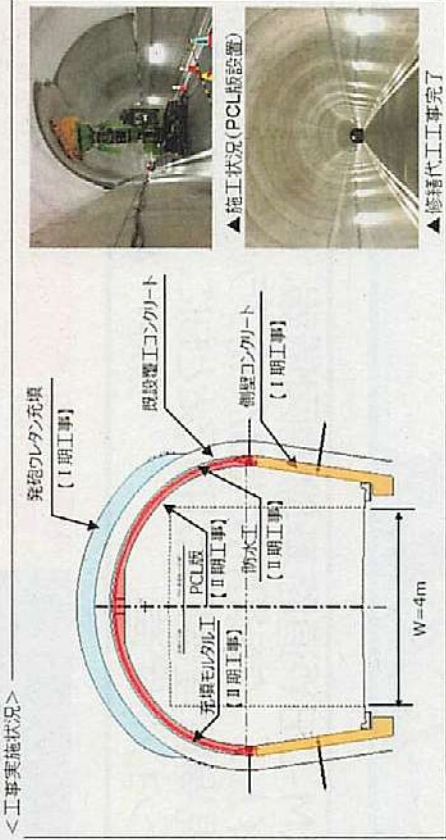 ＜工事実施状況＞
発砲ウレタン充填
【Ⅰ期工事】
既設覆工コンクリート
側壁コンクリート
【Ⅰ期工事】
PCL版
【Ⅱ期工事】
防水工
【Ⅱ期工事】
充填モルタル工
【Ⅱ期工事】
W=4m
▲施工状況(PCL版設置)
▲修繕代工工事完了